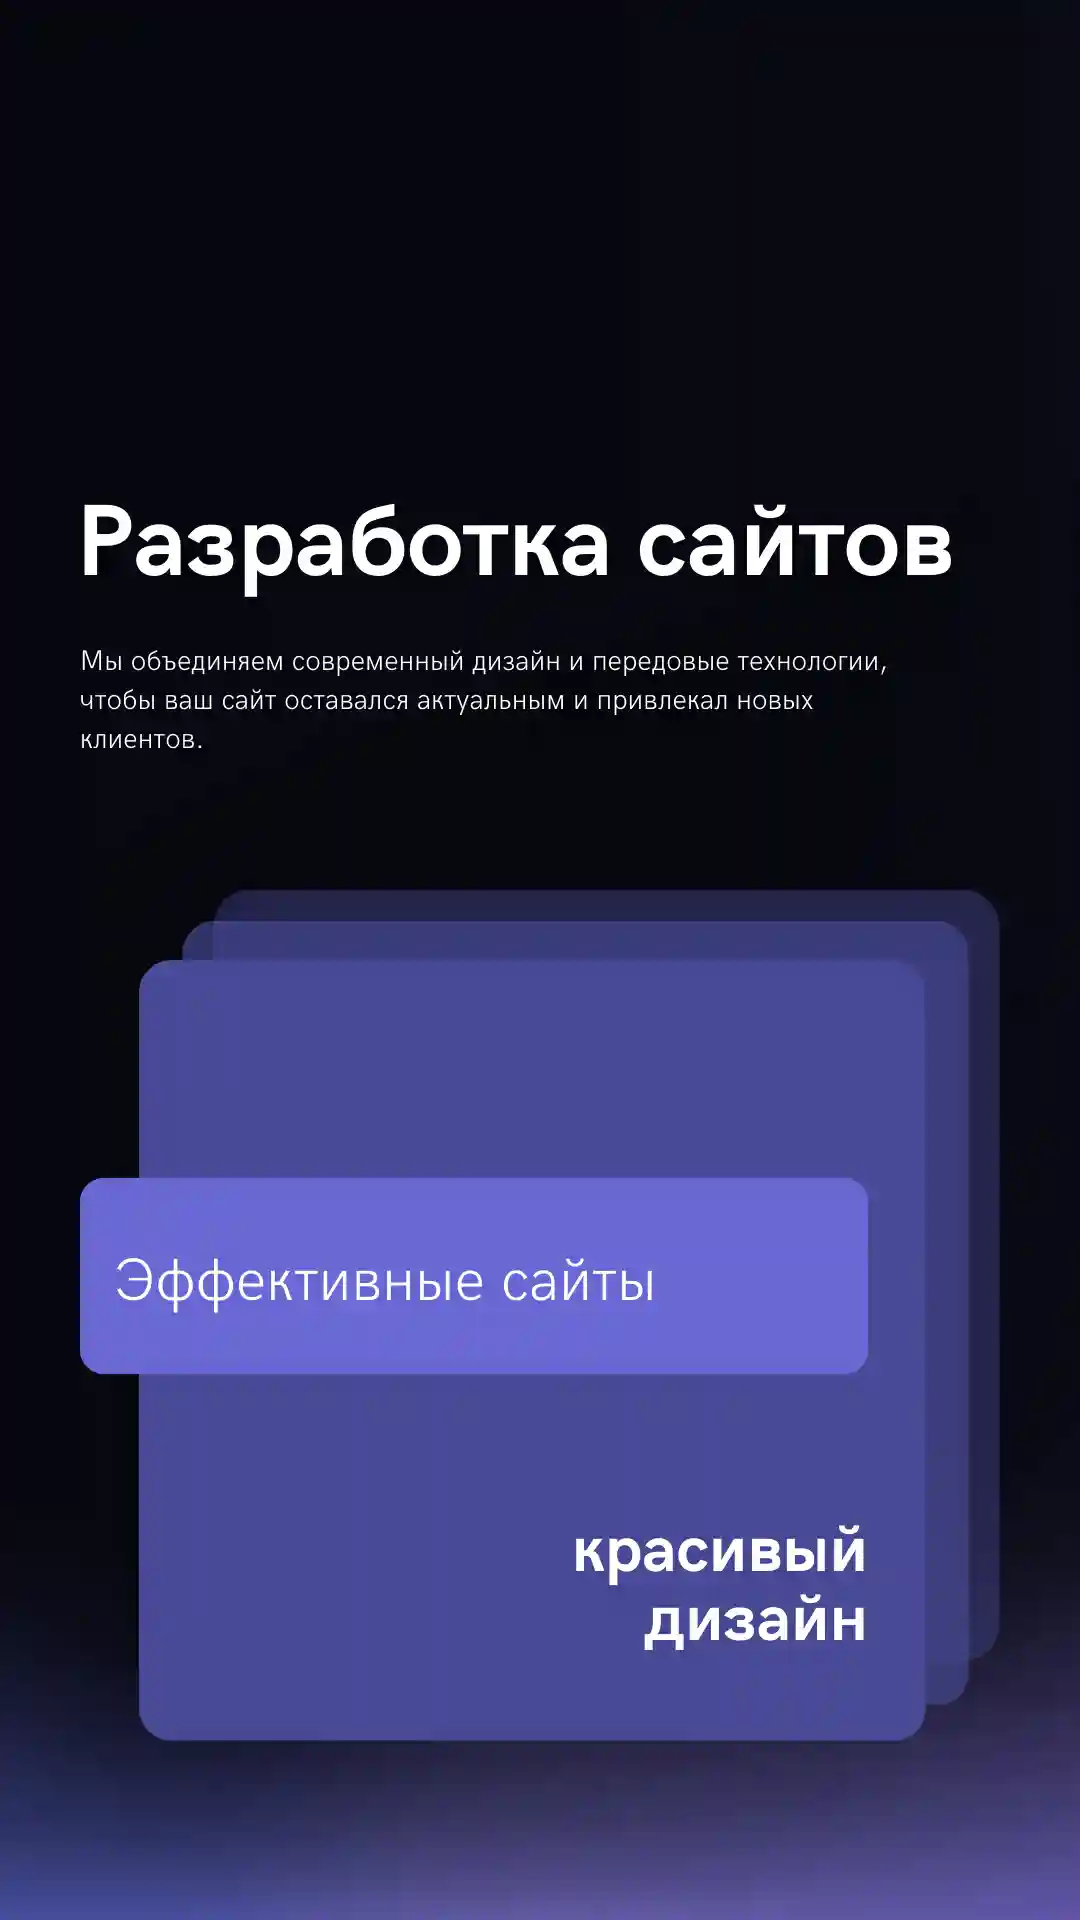 Разработка сайтов
Мы объединяем современный дизайн и передовые технологии,
чтобы ваш сайт оставался актуальным и привлекал новых
клиентов.
Эффективные сайты
красивый
дизайн